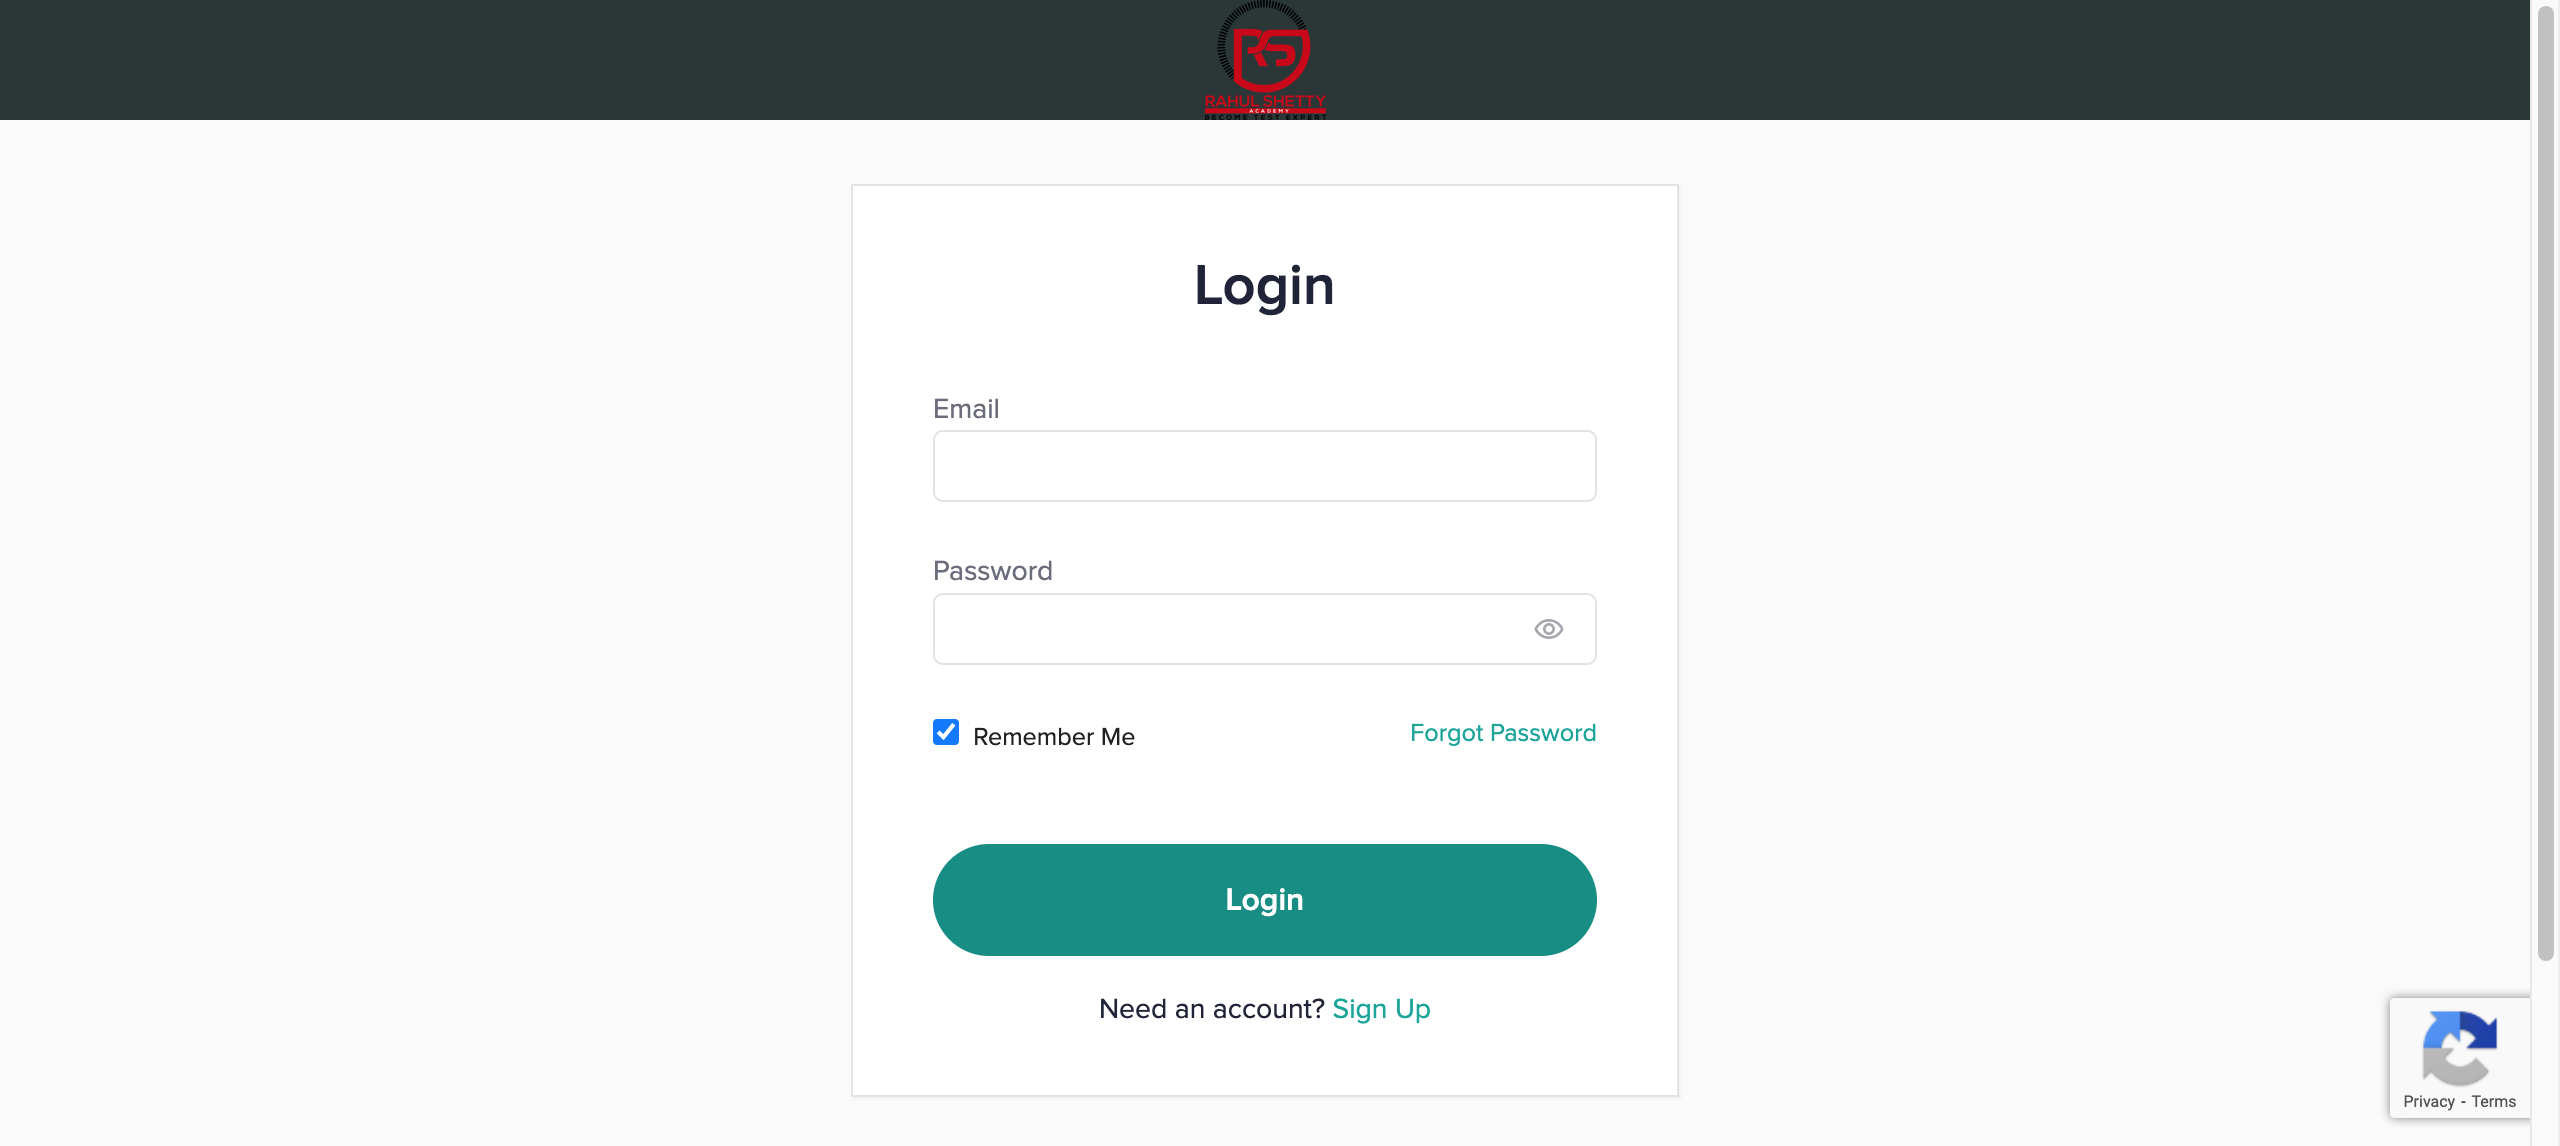 RS
RAHUL SHETTY
ACADEMY
BECOME TEST EXPERT
Login
Email
Password
Remember Me
Forgot Password
Login
Need an account? Sign Up
Privacy - Terms